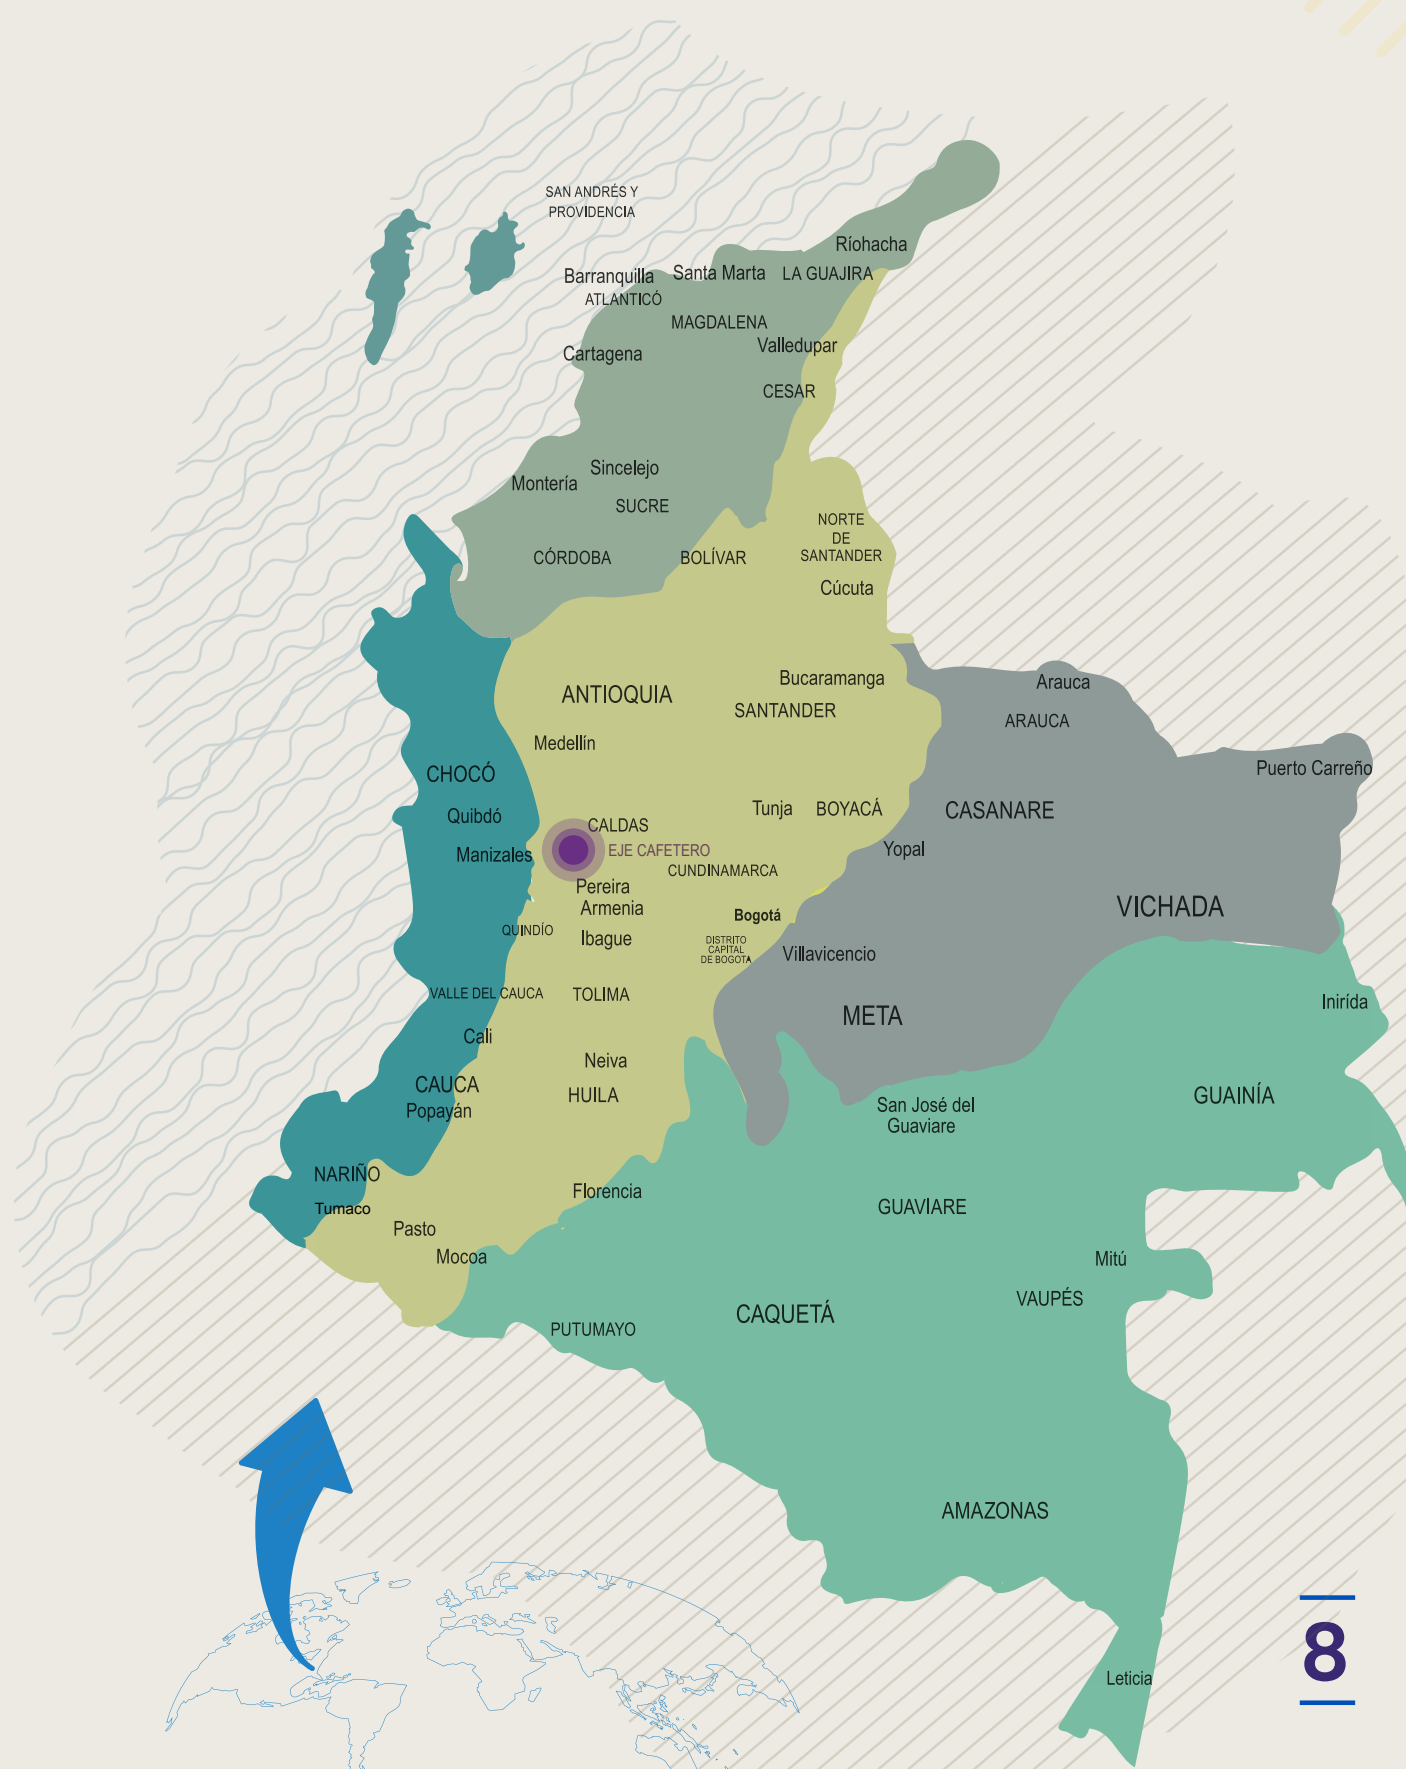 SAN ANDRÉS Y
PROVIDENCIA
Ríohacha
Barranquilla
Santa Marta
LA GUAJIRA
ATLANTICÓ
MAGDALENA
Cartagena
Valledupar
CESAR
Sincelejo
Montería
SUCRE
NORTE
DE
SANTANDER
CÓRDOBA
BOLÍVAR
Cúcuta
Bucaramanga
Arauca
ANTIOQUIA
SANTANDER
ARAUCA
Medellín
Puerto Carreño
CHOCÓ
Quibdó
Tunja
BOYACÁ
CASANARE
CALDAS
Manizales
EJE CAFETERO
Yopal
CUNDINAMARCA
Pereira
Armenia
VICHADA
Bogotá
QUINDÍO
Ibague
DISTRITO
CAPITAL
DE BOGOTÁ
Villavicencio
VALLE DEL CAUCA
TOLIMA
Inirída
META
Cali
Neiva
CAUCA
HUILA
GUAINÍA
Popayán
San José del
Guaviare
NARIÑO
Florencia
Tumaco
GUAVIARE
Pasto
Mocoa
Mitú
VAUPÉS
CAQUETÁ
PUTUMAYO
AMAZONAS
8
Leticia